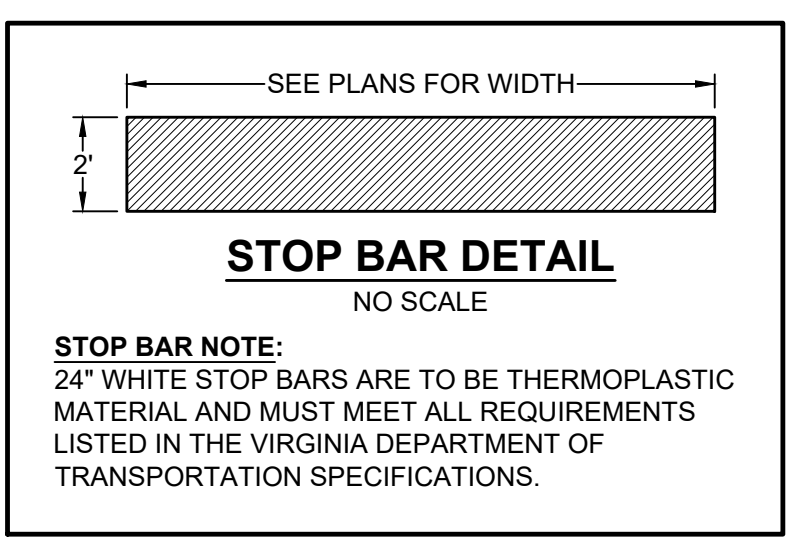 SEE PLANS FOR WIDTH
2'
STOP BAR DETAIL
NO SCALE
STOP BAR NOTE:
24" WHITE STOP BARS ARE TO BE THERMOPLASTIC
MATERIAL AND MUST MEET ALL REQUIREMENTS
LISTED IN THE VIRGINIA DEPARTMENT OF
TRANSPORTATION SPECIFICATIONS.